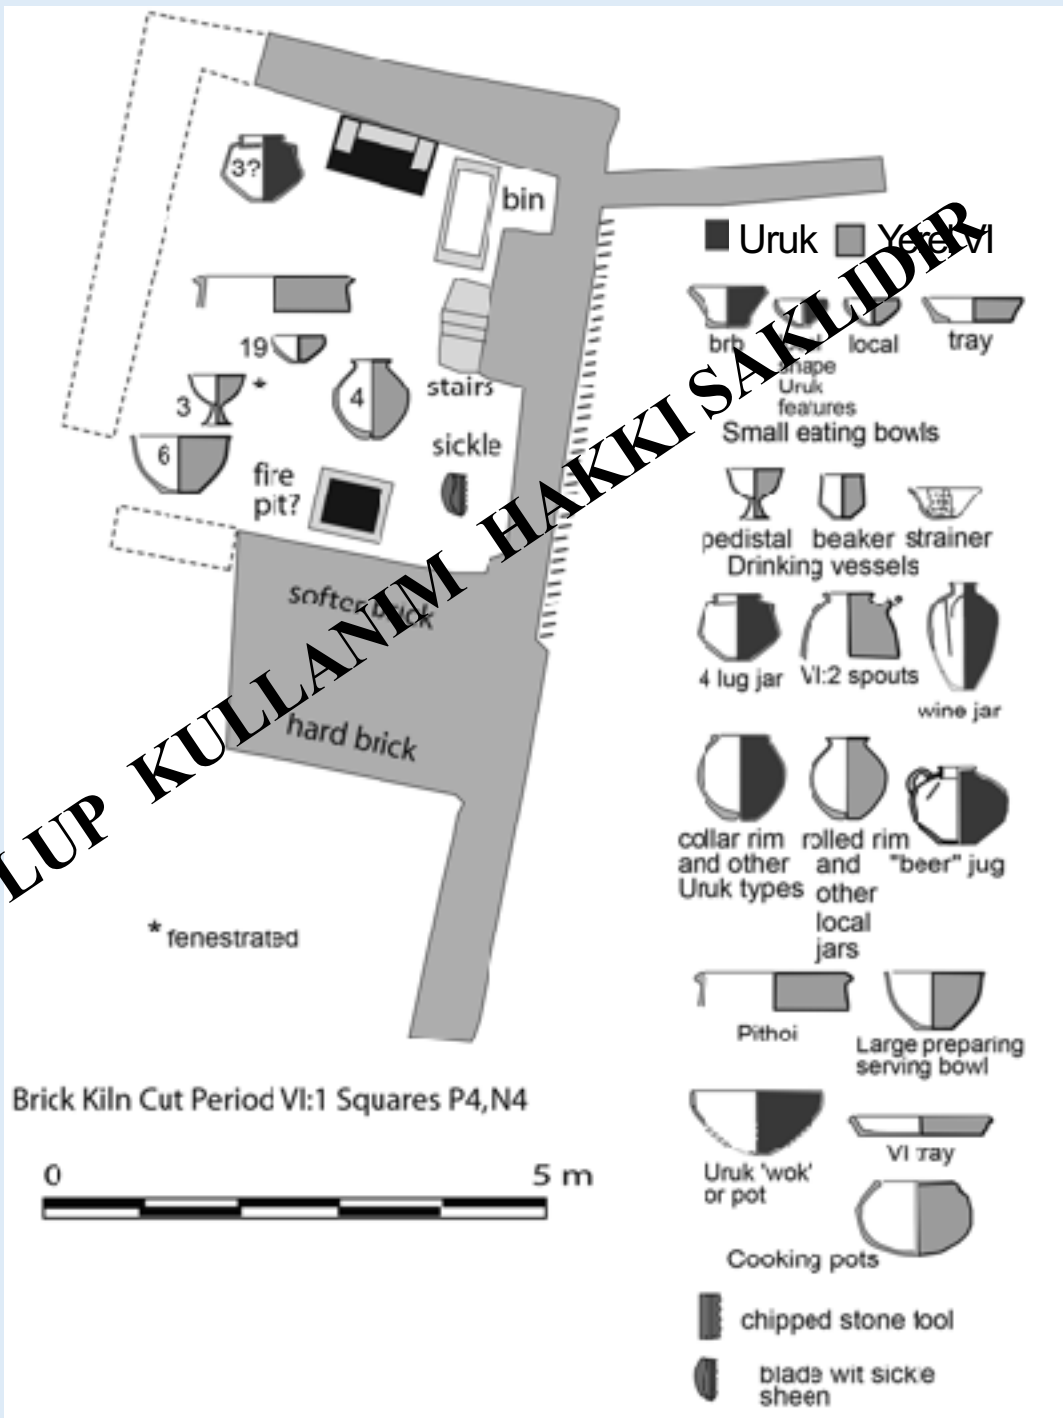 3?
bin
19
3
*
4
stairs
sickle
6
fire
pit?
softer brick
hard brick
* fenestrated
Brick Kiln Cut Period VI:1 Squares P4,N4
0 5 m
Uruk Yerel VI
brb local local tray
shape
Uruk
features
Small eating bowls
pedistal beaker strainer
Drinking vessels
4 lug jar VI:2 spouts
wine jar
collar rim
and other
Uruk types
rolled rim
and
other
local
jars
"beer" jug
Pithoi
Large preparing
serving bowl
Uruk 'wok'
or pot
VI tray
Cooking pots
chipped stone tool
blade wit sickle
sheen
LUP KULLANIM HAKKI SAKLIDIR